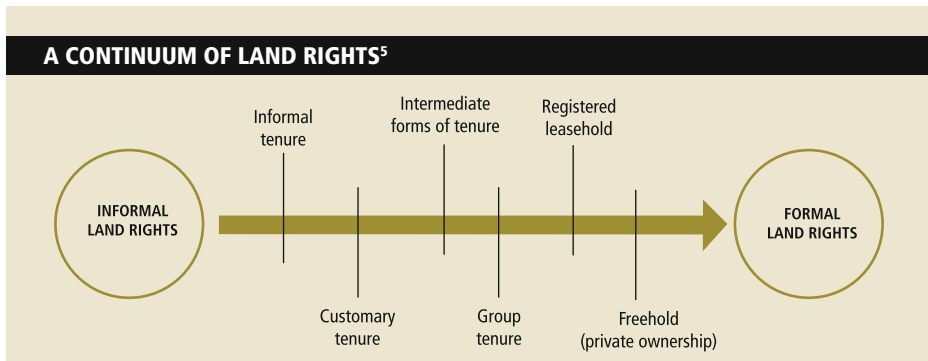 A CONTINUUM OF LAND RIGHTS⁵
Informal
tenure
Intermediate
forms of tenure
Registered
leasehold
INFORMAL
LAND RIGHTS
FORMAL
LAND RIGHTS
Customary
tenure
Group
tenure
Freehold
(private ownership)